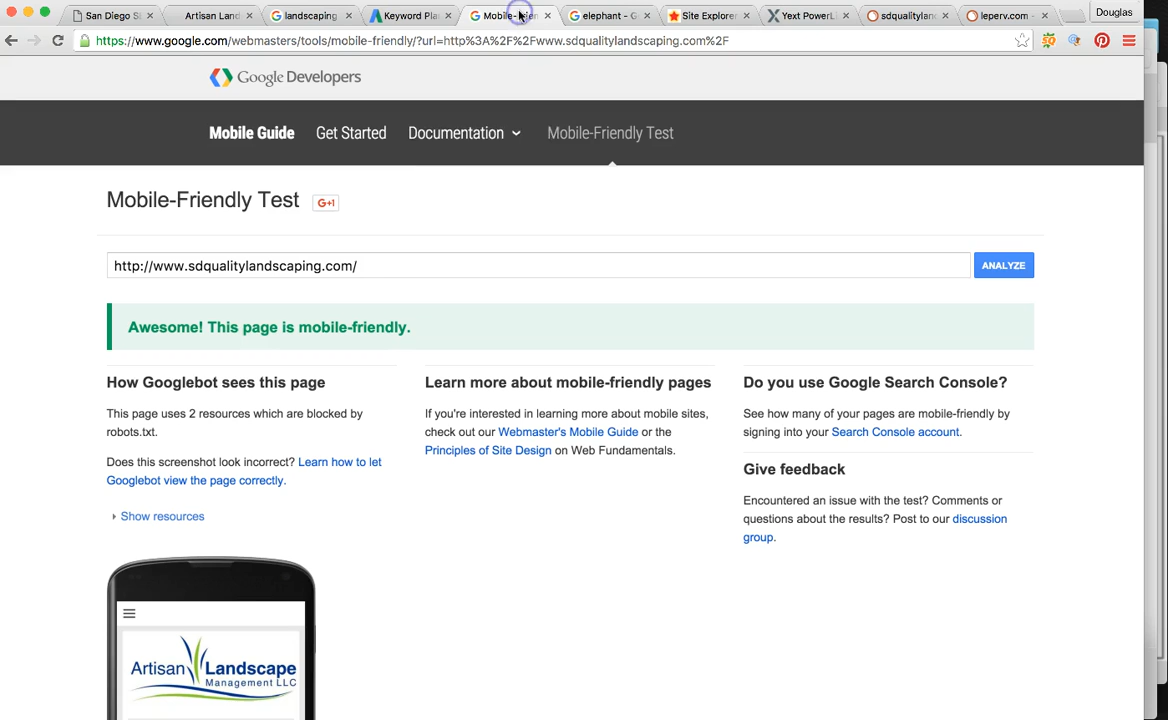 San Diego S
Artisan Land
landscaping
Keyword Pla
Mobile-Frien
elephant - G
Site Explorer
Yext PowerLi
sdqualitylan
leperv.com -
Douglas
https://www.google.com/webmasters/tools/mobile-friendly/?url=http%3A%2F%2Fwww.sdqualitylandscaping.com%2F
Google Developers
Mobile Guide
Get Started
Documentation
Mobile-Friendly Test
Mobile-Friendly Test
G+1
http://www.sdqualitylandscaping.com/
ANALYZE
Awesome! This page is mobile-friendly.
How Googlebot sees this page
This page uses 2 resources which are blocked by
robots.txt.
Does this screenshot look incorrect? Learn how to let
Googlebot view the page correctly.
Show resources
Learn more about mobile-friendly pages
If you're interested in learning more about mobile sites,
check out our Webmaster's Mobile Guide or the
Principles of Site Design on Web Fundamentals.
Do you use Google Search Console?
See how many of your pages are mobile-friendly by
signing into your Search Console account.
Give feedback
Encountered an issue with the test? Comments or
questions about the results? Post to our discussion
group.
Artisan Landscape
Management LLC